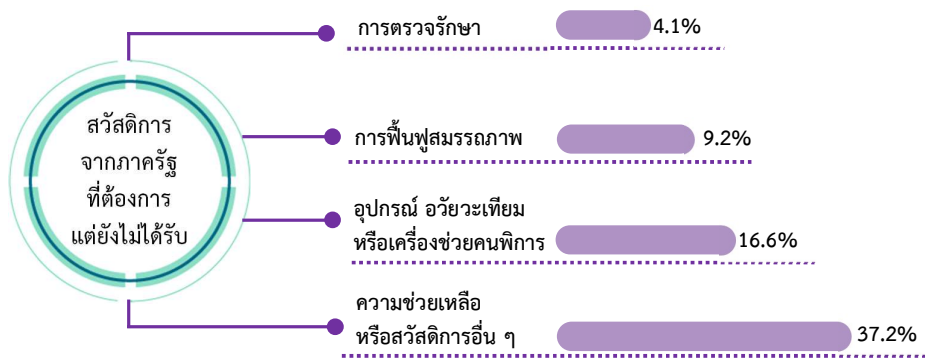 สวัสดิการ
จากภาครัฐ
ที่ต้องการ
แต่ยังไม่ได้รับ
การตรวจรักษา 4.1%
การฟื้นฟูสมรรถภาพ 9.2%
อุปกรณ์ อวัยวะเทียม
หรือเครื่องช่วยคนพิการ 16.6%
ความช่วยเหลือ
หรือสวัสดิการอื่น ๆ 37.2%